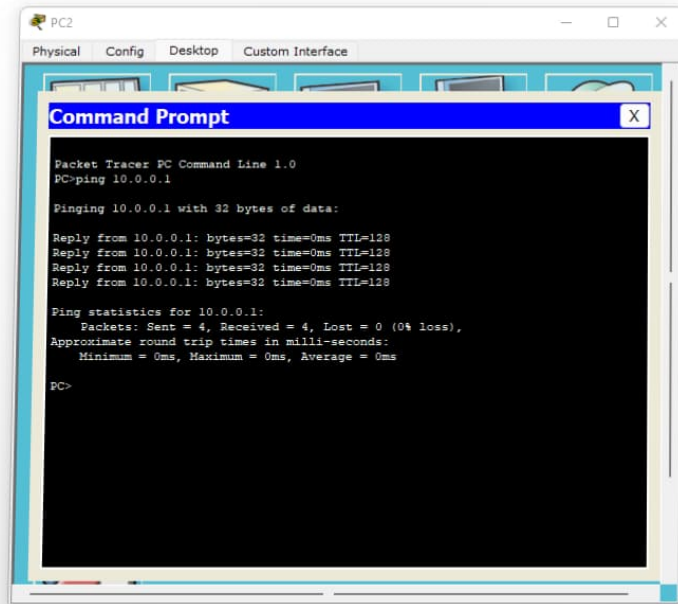 PC2
Physical Config Desktop Custom Interface
Command Prompt
X
Packet Tracer PC Command Line 1.0
PC>ping 10.0.0.1
Pinging 10.0.0.1 with 32 bytes of data:
Reply from 10.0.0.1: bytes=32 time=0ms TTL=128
Reply from 10.0.0.1: bytes=32 time=0ms TTL=128
Reply from 10.0.0.1: bytes=32 time=0ms TTL=128
Reply from 10.0.0.1: bytes=32 time=0ms TTL=128
Ping statistics for 10.0.0.1:
Packets: Sent = 4, Received = 4, Lost = 0 (0% loss),
Approximate round trip times in milli-seconds:
Minimum = 0ms, Maximum = 0ms, Average = 0ms
PC>